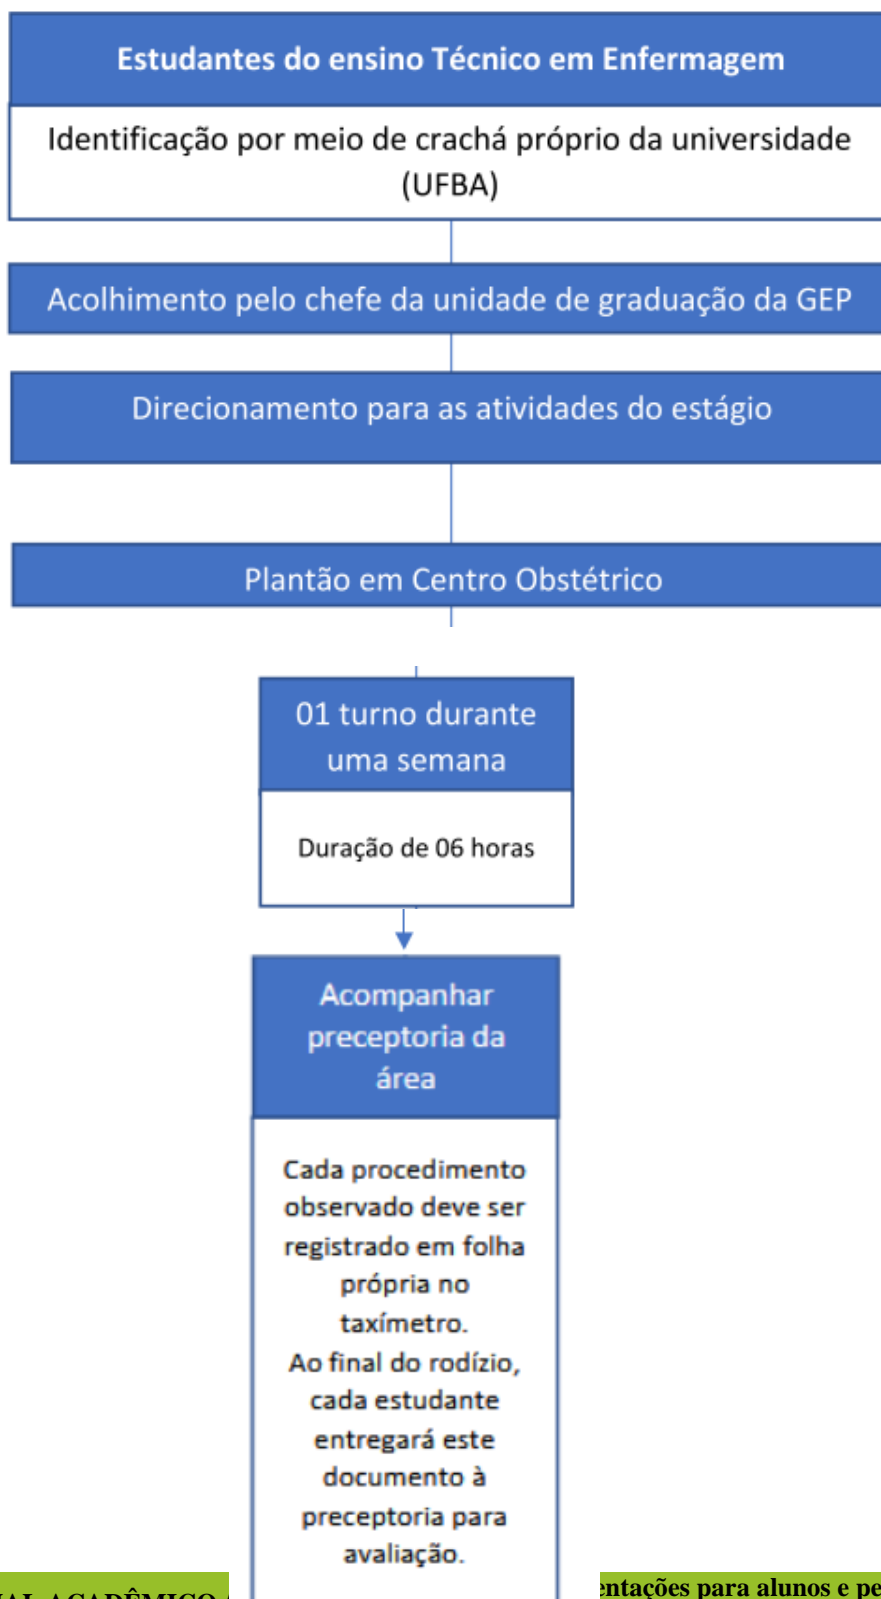 Estudantes do ensino Técnico em Enfermagem
Identificação por meio de crachá próprio da universidade
(UFBA)
Acolhimento pelo chefe da unidade de graduação da GEP
Direcionamento para as atividades do estágio
Plantão em Centro Obstétrico
01 turno durante
uma semana
Duração de 06 horas
Acompanhar
preceptoria da
área
Cada procedimento
observado deve ser
registrado em folha
própria no
taxímetro.
Ao final do rodízio,
cada estudante
entregará este
documento à
preceptoria para
avaliação.
ACADÊMICO
para alunos e